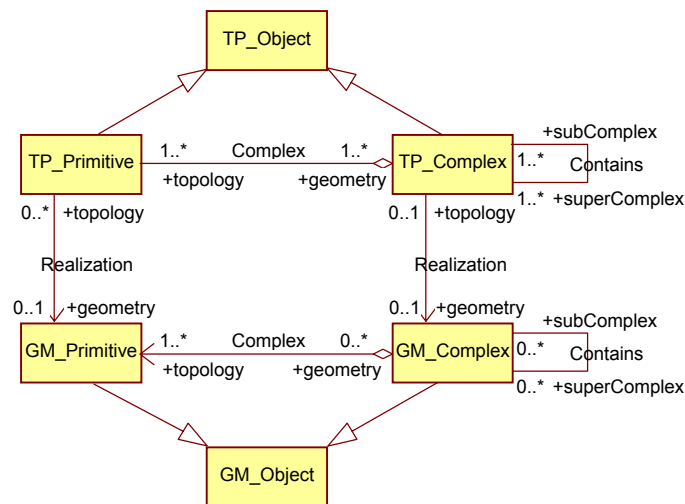 TP_Object
+subComplex
1..* Complex 1..*
TP_Primitive
TP_Complex
1..* Contains
+topology +geometry
1..* +superComplex
0..* +topology
0..1 +topology
Realization
Realization
0..1 +geometry
0..1 +geometry
+subComplex
1..* Complex 0..*
GM_Primitive
GM_Complex
0..* Contains
+topology +geometry
0..* +superComplex
GM_Object